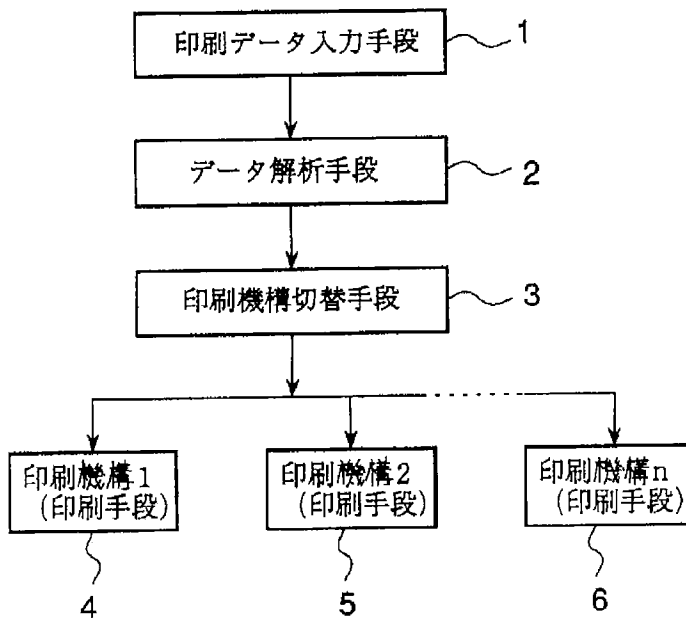 印刷データ入力手段
1
データ解析手段
2
印刷機構切替手段
3
印刷機構1
(印刷手段)
印刷機構2
(印刷手段)
印刷機構n
(印刷手段)
4
5
6